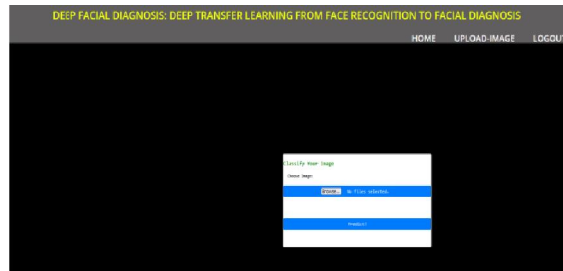 DEEP FACIAL DIAGNOSIS: DEEP TRANSFER LEARNING FROM FACE RECOGNITION TO FACIAL DIAGNOSIS
HOME UPLOAD-IMAGE LOGOUT
Classify Your Image
Choose Image:
Browse... No files selected.
Predict!